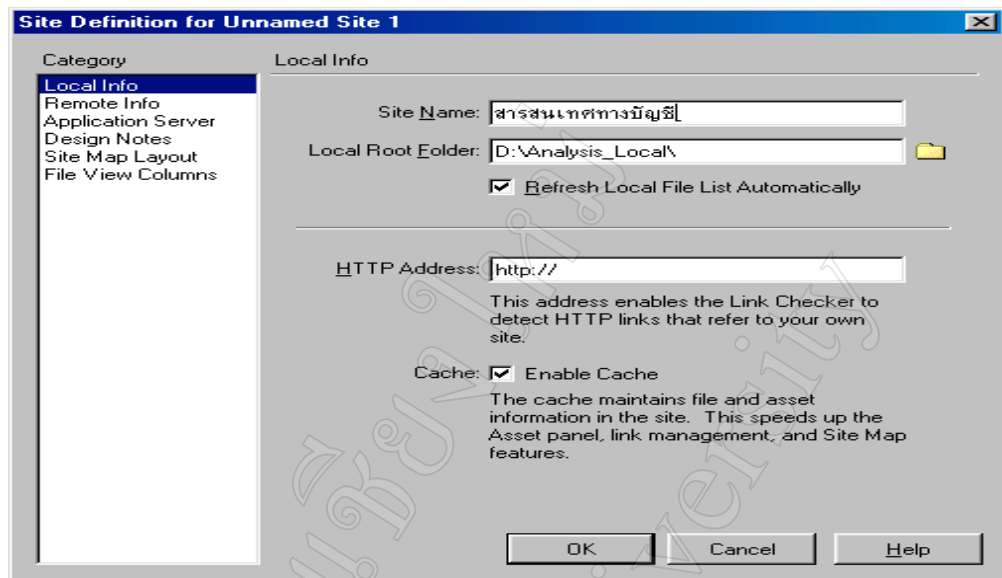 Site Definition for Unnamed Site 1
Category
Local Info
Remote Info
Application Server
Design Notes
Site Map Layout
File View Columns
Local Info
Site Name: สารสนเทศทางบัญชี
Local Root Folder: D:\Analysis_Local\
Refresh Local File List Automatically
HTTP Address: http://
This address enables the Link Checker to
detect HTTP links that refer to your own
site.
Cache: Enable Cache
The cache maintains file and asset
information in the site. This speeds up the
Asset panel, link management, and Site Map
features.
OK Cancel Help